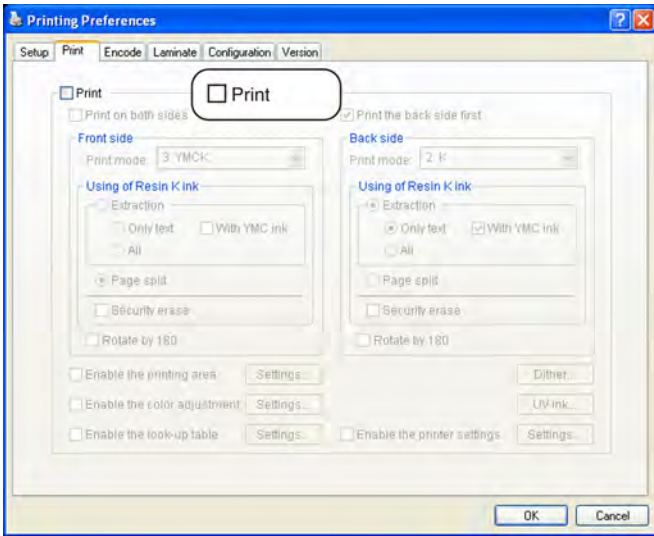 Printing Preferences
Setup Print Encode Laminate Configuration Version
Print
Print
Print on both sides Print the back side first
Front side Back side
Print mode: 3 YMCK Print mode: 2 K
Using of Resin K ink Using of Resin K ink
Extraction Extraction
Only text With YMC ink Only text With YMC ink
All All
Page split Page split
Security erase Security erase
Rotate by 180 Rotate by 180
Enable the printing area Settings... Dither...
Enable the color adjustment Settings... UV ink...
Enable the look-up table Settings... Enable the printer settings Settings...
OK Cancel